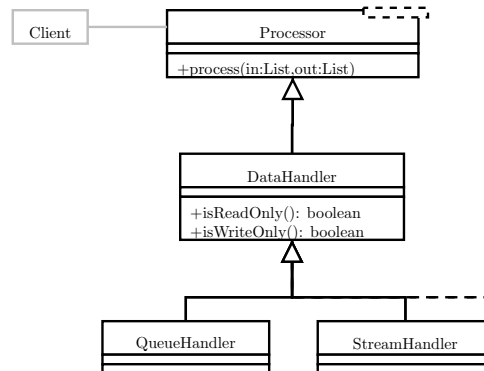 Client
Processor
+process(in:List,out:List)
DataHandler
+isReadOnly(): boolean
+isWriteOnly(): boolean
QueueHandler
StreamHandler